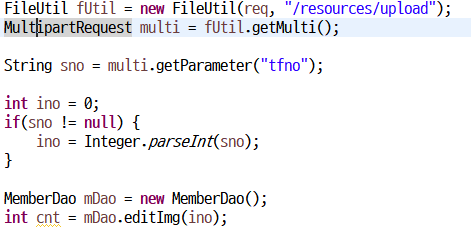 FileUtil fUtil = new FileUtil(req, "/resources/upload");
MultipartRequest multi = fUtil.getMulti();
String sno = multi.getParameter("tfno");
int ino = 0;
if(sno != null) {
ino = Integer.parseInt(sno);
}
MemberDao mDao = new MemberDao();
int cnt = mDao.editImg(ino);